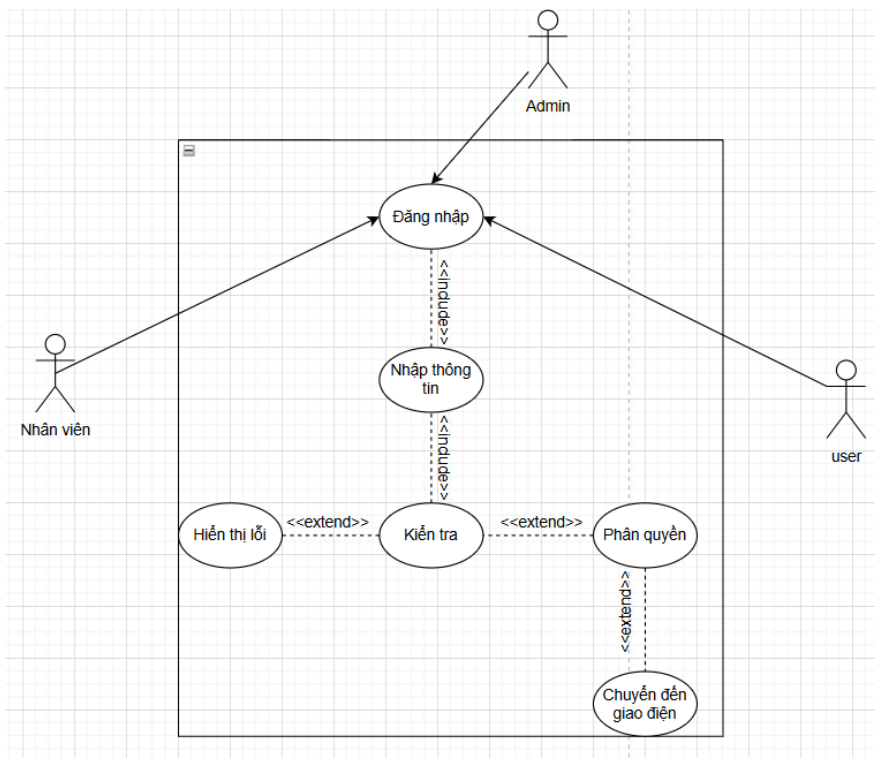 Admin
Đăng nhập
<<include>>
Nhập thông
tin
Nhân viên
user
<<include>>
Hiển thị lỗi
<<extend>>
Kiển tra
<<extend>>
Phân quyền
<<extend>>
Chuyển đến
giao điện